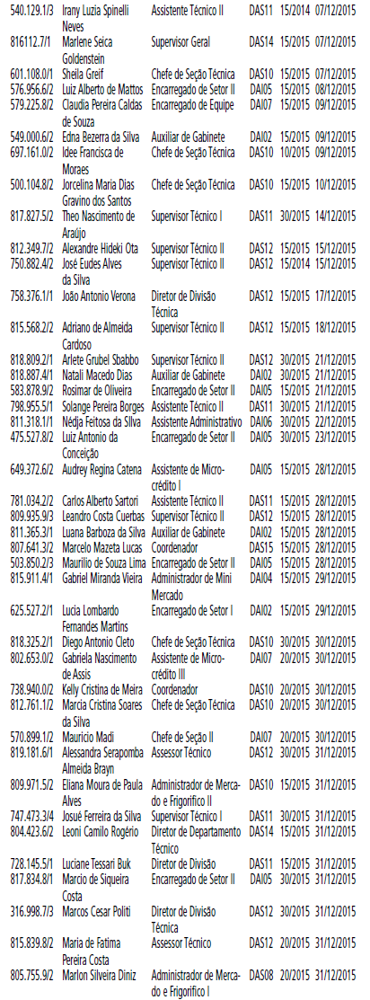 540.129.1/3 Irany Luzia Spinelli Assistente Técnico II DAS11 15/2014 07/12/2015
Neves
816112.7/1 Marlene Seica Supervisor Geral DAS14 15/2015 07/12/2015
Goldenstein
601.108.0/1 Sheila Greif Chefe de Seção Técnica DAS10 15/2015 07/12/2015
576.956.6/2 Luiz Alberto de Mattos Encarregado de Setor II DAI05 15/2015 08/12/2015
579.225.8/2 Claudia Pereira Caldas Encarregado de Equipe DAI07 15/2015 09/12/2015
de Souza
549.000.6/2 Edna Bezerra da Silva Auxiliar de Gabinete DAI02 15/2015 09/12/2015
697.161.0/2 Idee Francisca de Chefe de Seção Técnica DAS10 10/2015 09/12/2015
Moraes
500.104.8/2 Jorcelina Maria Dias Chefe de Seção Técnica DAS10 15/2015 10/12/2015
Gravino dos Santos
817.827.5/2 Theo Nascimento de Supervisor Técnico I DAS11 30/2015 14/12/2015
Araújo
812.349.7/2 Alexandre Hideki Ota Supervisor Técnico II DAS12 15/2015 15/12/2015
750.882.4/2 José Eudes Alves Supervisor Técnico II DAS12 15/2014 15/12/2015
da Silva
758.376.1/1 João Antonio Verona Diretor de Divisão DAS12 15/2015 17/12/2015
Técnica
815.568.2/2 Adriano de Almeida Supervisor Técnico II DAS12 15/2015 18/12/2015
Cardoso
818.809.2/1 Arlete Grubel Sbabbo Supervisor Técnico II DAS12 30/2015 21/12/2015
818.887.4/1 Natali Macedo Dias Auxiliar de Gabinete DAI02 30/2015 21/12/2015
583.878.9/2 Rosimar de Oliveira Encarregado de Setor II DAI05 15/2015 21/12/2015
798.955.5/1 Solange Pereira Borges Assistente Técnico II DAS11 30/2015 21/12/2015
811.318.1/1 Nédja Feitosa da SIlva Assistente Administrativo DAI06 30/2015 22/12/2015
475.527.8/2 Luiz Antonio da Encarregado de Setor II DAI05 30/2015 23/12/2015
Conceição
649.372.6/2 Audrey Regina Catena Assistente de Micro- DAI05 15/2015 28/12/2015
crédito I
781.034.2/2 Carlos Alberto Sartori Assistente Técnico II DAS11 15/2015 28/12/2015
809.935.9/3 Leandro Costa Cuerbas Supervisor Técnico II DAS12 15/2015 28/12/2015
811.365.3/1 Luana Barboza da Silva Auxiliar de Gabinete DAI02 15/2015 28/12/2015
807.641.3/2 Marcelo Mazeta Lucas Coordenador DAS15 15/2015 28/12/2015
503.850.2/3 Maurilio de Souza Lima Encarregado de Setor II DAI05 15/2015 28/12/2015
815.911.4/1 Gabriel Miranda Vieira Administrador de Mini DAI04 15/2015 29/12/2015
Mercado
625.527.2/1 Lucia Lombardo Encarregado de Setor I DAI02 15/2015 29/12/2015
Fernandes Martins
818.325.2/1 Diego Antonio Cleto Chefe de Seção Técnica DAS10 30/2015 30/12/2015
802.653.0/2 Gabriela Nascimento Assistente de Micro- DAI07 20/2015 30/12/2015
de Assis crédito III
738.940.0/2 Kelly Cristina de Meira Coordenador DAS10 20/2015 30/12/2015
812.761.1/2 Marcia Cristina Soares Chefe de Seção Técnica DAS10 20/2015 30/12/2015
da Silva
570.899.1/2 Mauricio Madi Chefe de Seção II DAI07 20/2015 30/12/2015
819.181.6/1 Alessandra Serapomba Assessor Técnico DAS12 30/2015 31/12/2015
Almeida Brayn
809.971.5/2 Eliana Moura de Paula Administrador de Merca- DAS10 15/2015 31/12/2015
Alves do e Frigorifico II
747.473.3/4 Josué Ferreira da Silva Supervisor Técnico I DAS11 30/2015 31/12/2015
804.423.6/2 Leoni Camilo Rogério Diretor de Departamento DAS14 15/2015 31/12/2015
Técnico
728.145.5/1 Luciane Tessari Buk Diretor de Divisão DAS11 15/2015 31/12/2015
817.834.8/1 Marcio de Siqueira Encarregado de Setor II DAI05 30/2015 31/12/2015
Costa
316.998.7/3 Marcos Cesar Politi Diretor de Divisão DAS12 30/2015 31/12/2015
Técnica
815.839.8/2 Maria de Fatima Assessor Técnico DAS12 20/2015 31/12/2015
Pereira Costa
805.755.9/2 Marlon Silveira Diniz Administrador de Merca- DAS08 20/2015 31/12/2015
do e Frigorifico I